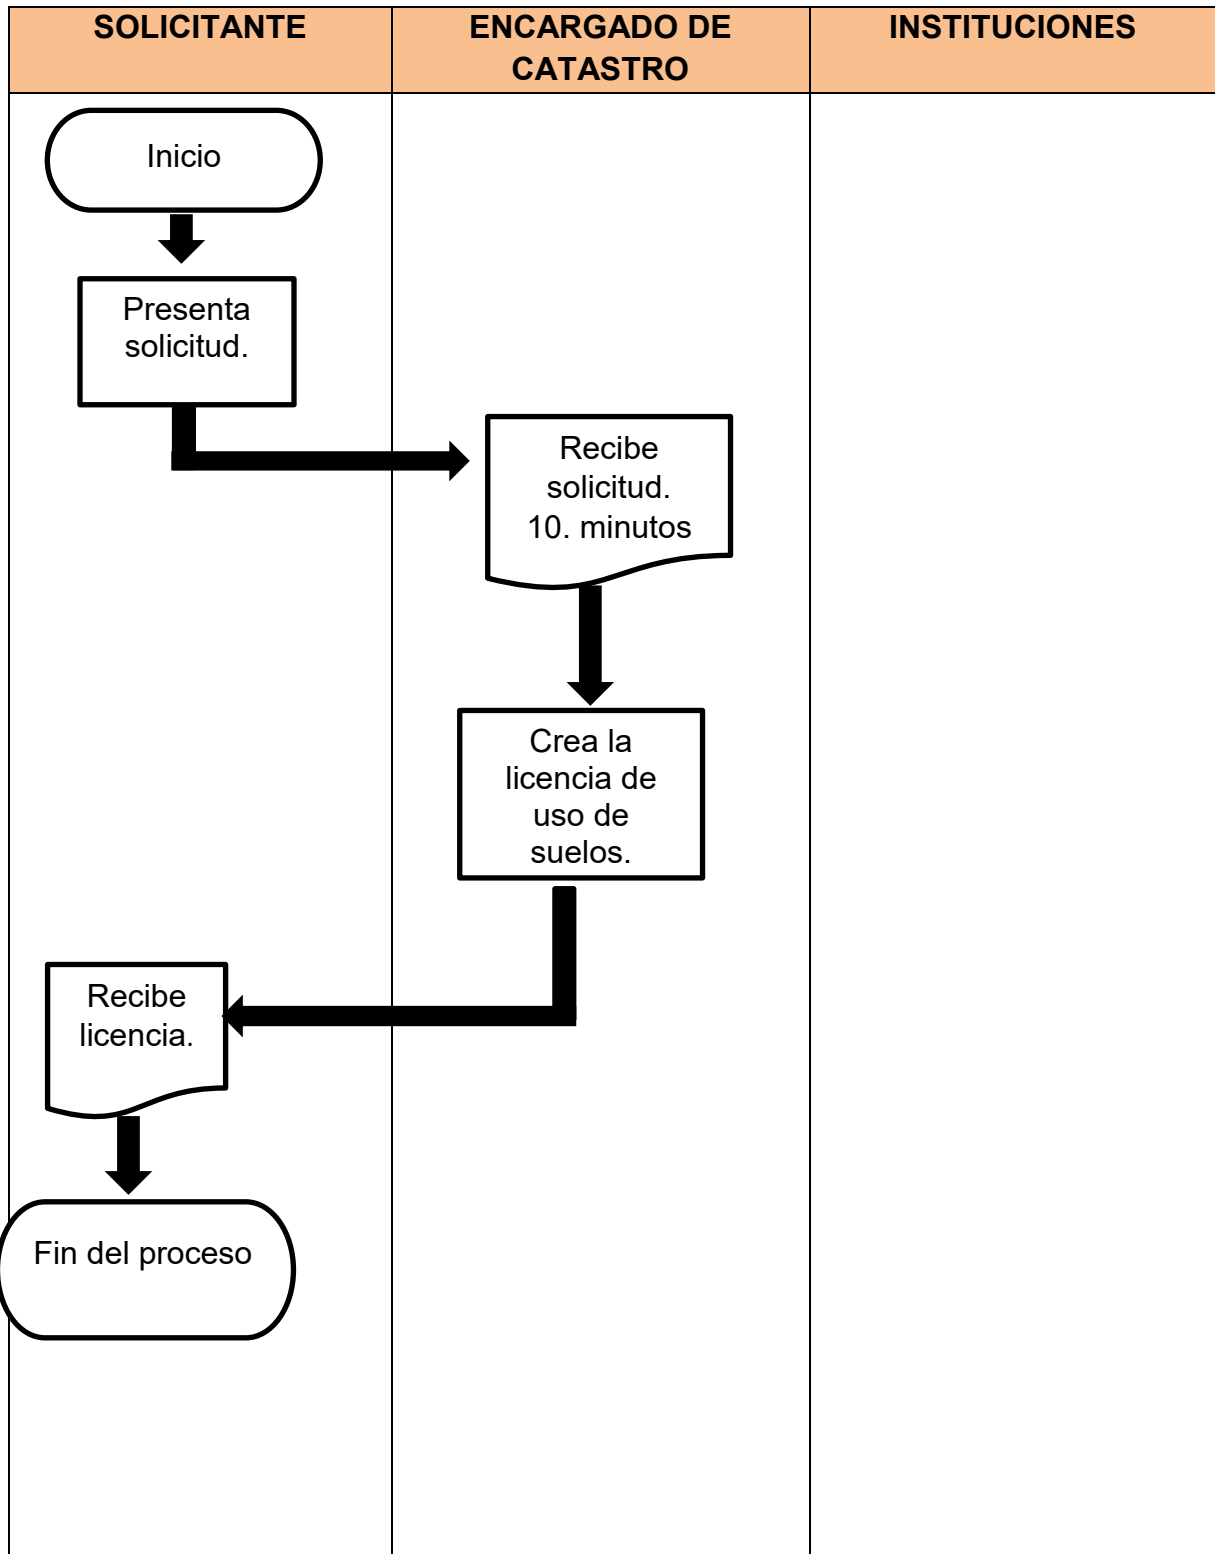 SOLICITANTE
ENCARGADO DE
CATASTRO
INSTITUCIONES
Inicio
Presenta
solicitud.
Recibe
solicitud.
10. minutos
Crea la
licencia de
uso de
suelos.
Recibe
licencia.
Fin del proceso